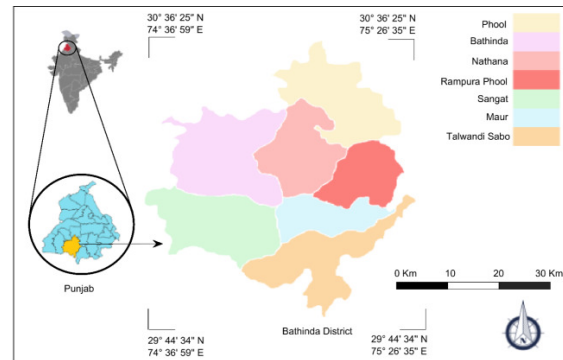 30° 36' 25" N
74° 36' 59" E
30° 36' 25" N
75° 26' 35" E
Phool
Bathinda
Nathana
Rampura Phool
Sangat
Maur
Talwandi Sabo
Punjab
0 Km 10 20 30 Km
29° 44' 34" N
74° 36' 59" E
Bathinda District
29° 44' 34" N
75° 26' 35" E